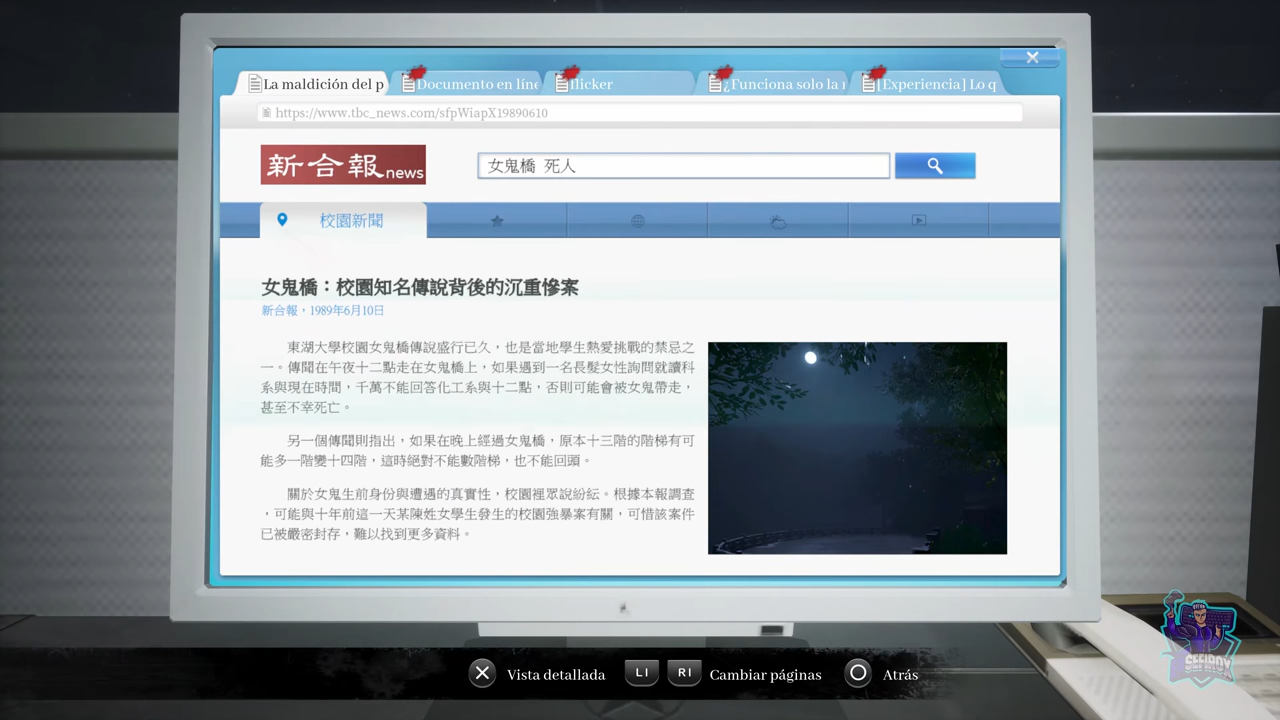 La maldición del p
Documento en líne
flicker
¿Funciona solo la
[Experiencia] Lo q
https://www.tbc_news.com/sfpWiapX19890610
新合報news
女鬼橋 死人
校園新聞
女鬼橋：校園知名傳說背後的沉重慘案
新合報，1989年6月10日
東湖大學校園女鬼橋傳說盛行已久，也是當地學生熱愛挑戰的禁忌之
一。傳聞在午夜十二點走在女鬼橋上，如果遇到一名長髮女性詢問就讀科
系與現在時間，千萬不能回答化工系與十二點，否則可能會被女鬼帶走，
甚至不幸死亡。
另一個傳聞則指出，如果在晚上經過女鬼橋，原本十三階的階梯有可
能多一階變十四階，這時絕對不能數階梯，也不能回頭。
關於女鬼生前身份與遭遇的真實性，校園裡眾說紛紜。根據本報調查
，可能與十年前這一天某陳姓女學生發生的校園強暴案有關，可惜該案件
已被嚴密封存，難以找到更多資料。
Vista detallada
L1
R1
Cambiar páginas
Atrás